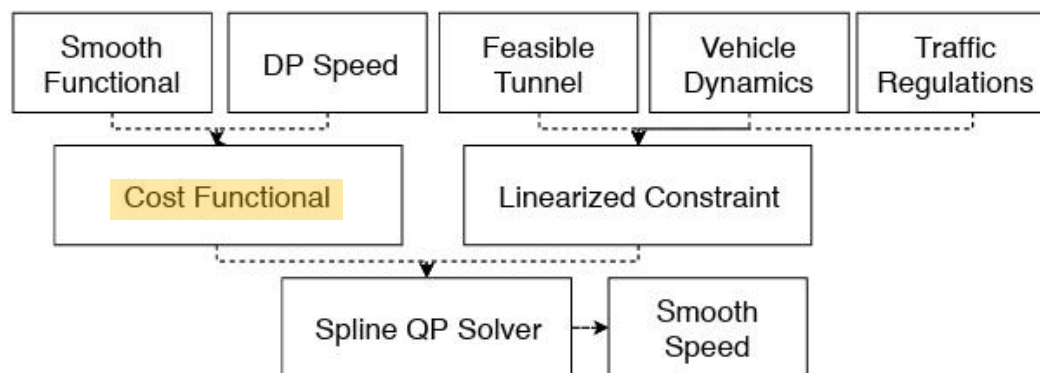 Smooth
Functional
DP Speed
Feasible
Tunnel
Vehicle
Dynamics
Traffic
Regulations
Cost Functional
Linearized Constraint
Spline QP Solver
Smooth
Speed